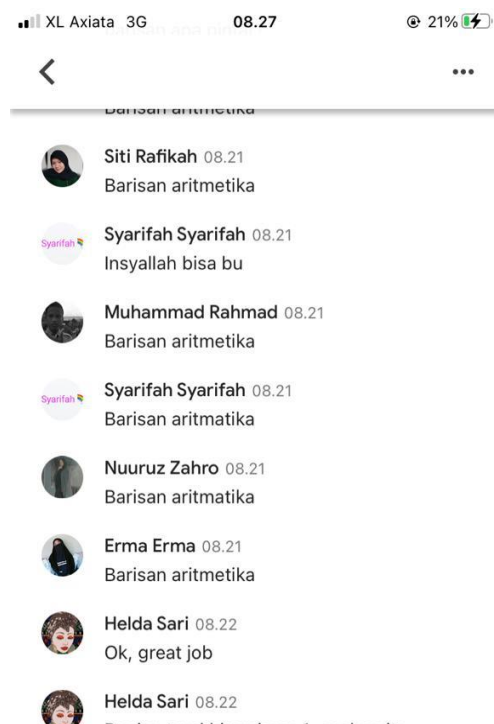 XL Axiata 3G 08.27 21%
Barisan aritmetika
Siti Rafikah 08.21
Barisan aritmetika
Syarifah Syarifah 08.21
Insyallah bisa bu
Muhammad Rahmad 08.21
Barisan aritmetika
Syarifah Syarifah 08.21
Barisan aritmatika
Nuuruz Zahro 08.21
Barisan aritmatika
Erma Erma 08.21
Barisan aritmetika
Helda Sari 08.22
Ok, great job
Helda Sari 08.22
Syarifah
Syarifah